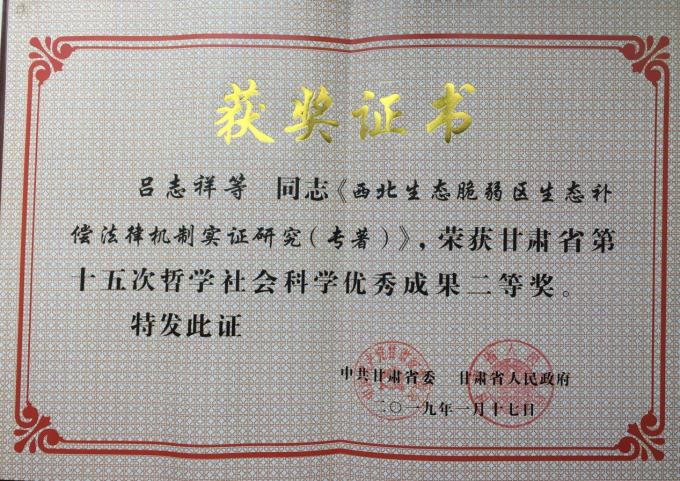 获奖证书
吕志祥等 同志《西北生态脆弱区生态补
偿法律机制实证研究(专著)》，荣获甘肃省第
十五次哲学社会科学优秀成果二等奖。
特发此证
中共甘肃省委 甘肃省人民政府
二〇一九年一月十七日